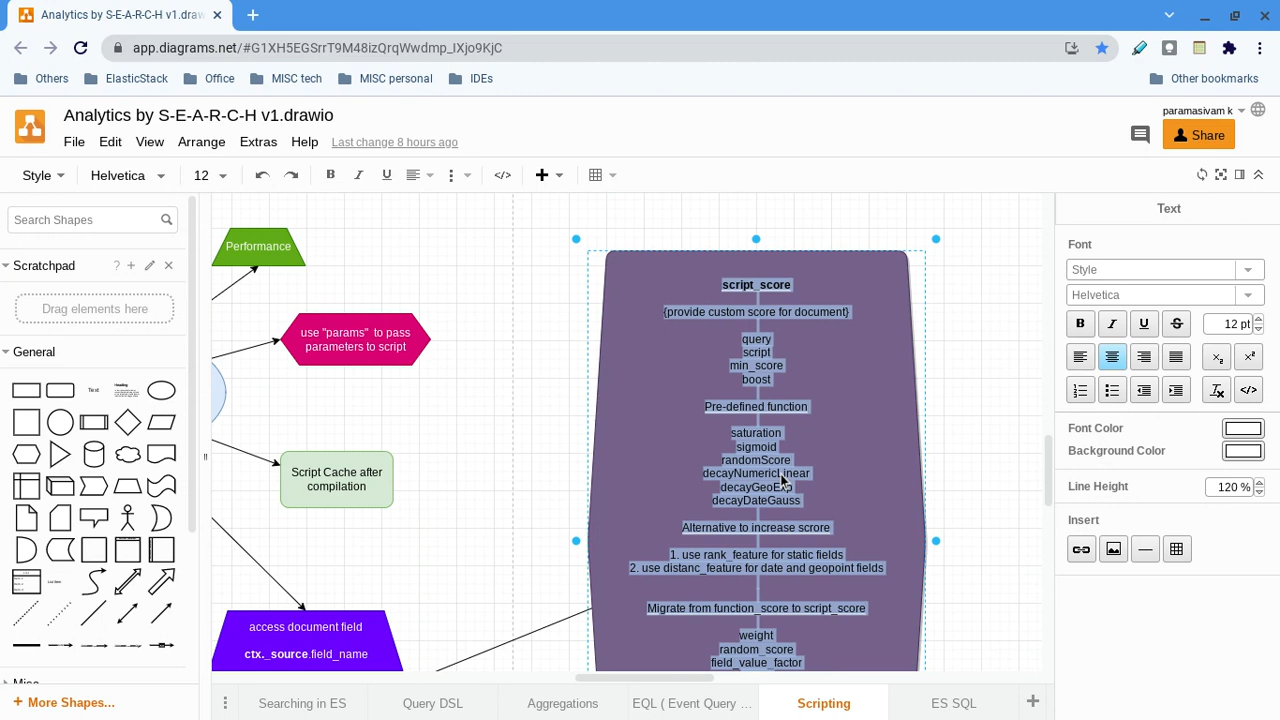 Analytics by S-E-A-R-C-H v1.draw
app.diagrams.net/#G1XH5EGSrrT9M48izQrqWwdmp_IXjo9KjC
Others
ElasticStack
Office
MISC tech
MISC personal
IDEs
Other bookmarks
Analytics by S-E-A-R-C-H v1.drawio
paramasivam k
File
Edit
View
Arrange
Extras
Help
Last change 8 hours ago
Share
Style
Helvetica
12
Search Shapes
Scratchpad
Drag elements here
General
Text
Heading
List Item
Misc
+ More Shapes...
Performance
use "params" to pass
parameters to script
Script Cache after
compilation
access document field
ctx._source.field_name
script_score
{provide custom score for document}
query
script
min_score
boost
Pre-defined function
saturation
sigmoid
randomScore
decayNumericLinear
decayGeoExp
decayDateGauss
Alternative to increase scrore
1. use rank_feature for static fields
2. use distanc_feature for date and geopoint fields
Migrate from function_score to script_score
weight
random_score
field_value_factor
Text
Font
Style
Helvetica
B
I
U
S
12 pt
Font Color
Background Color
Line Height
120 %
Insert
Searching in ES
Query DSL
Aggregations
EQL ( Event Query ...
Scripting
ES SQL